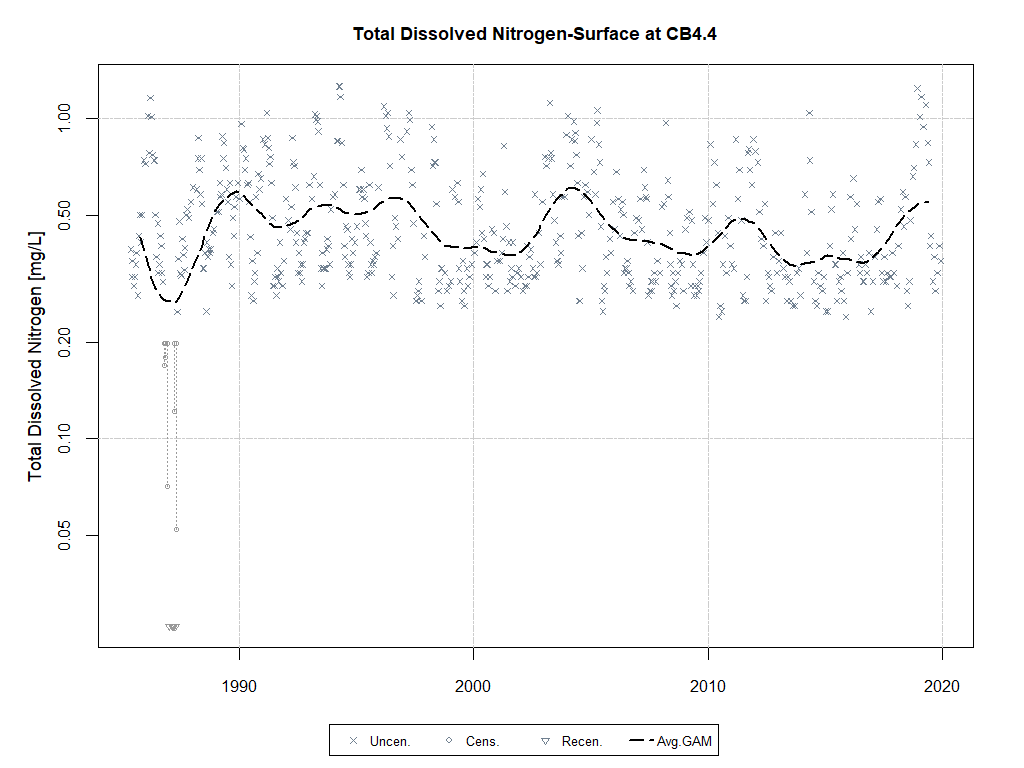 Total Dissolved Nitrogen-Surface at CB4.4
Total Dissolved Nitrogen [mg/L]
1.00
0.50
0.20
0.10
0.05
1990 2000 2010 2020
Uncen. Cens. Recen. Avg.GAM